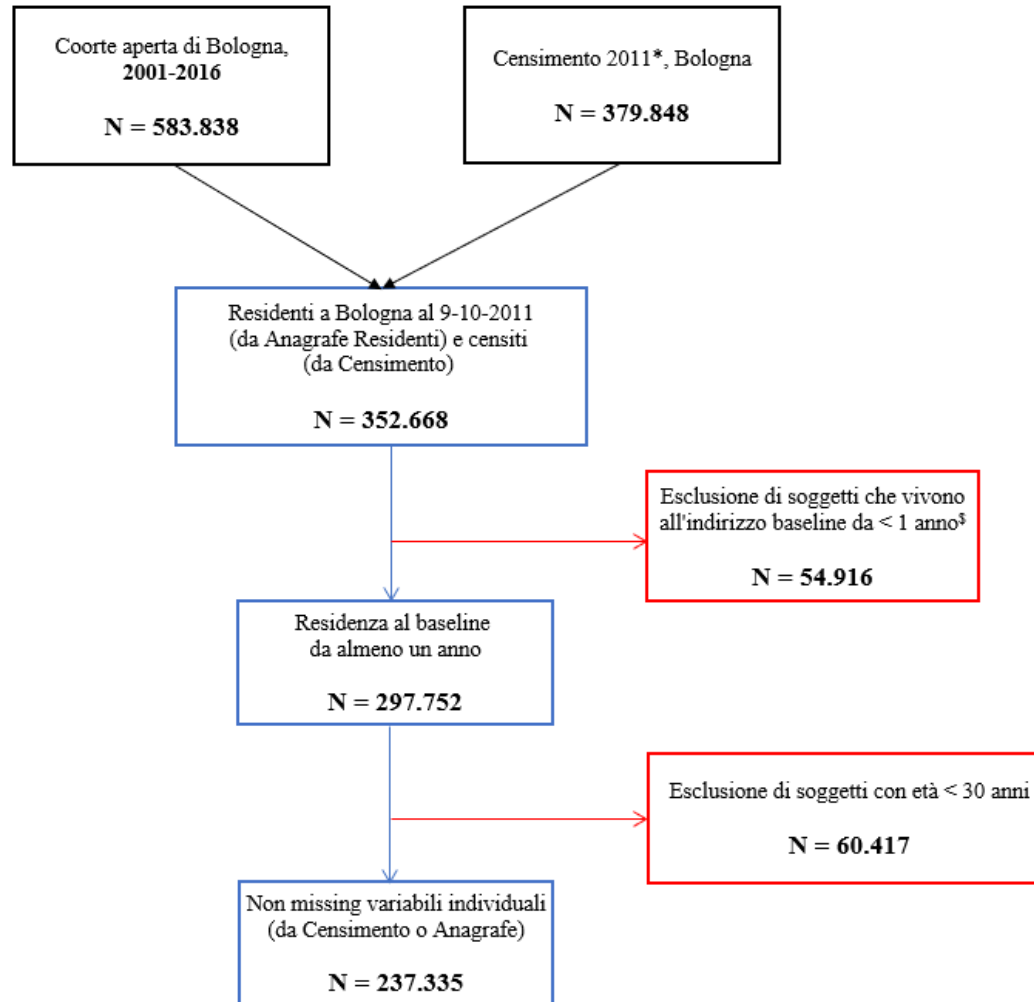 Coorte aperta di Bologna,
2001-2016
N = 583.838
Censimento 2011*, Bologna
N = 379.848
Residenti a Bologna al 9-10-2011
(da Anagrafe Residenti) e censiti
(da Censimento)
N = 352.668
Esclusione di soggetti che vivono
all'indirizzo baseline da < 1 anno$
N = 54.916
Residenza al baseline
da almeno un anno
N = 297.752
Esclusione di soggetti con età < 30 anni
N = 60.417
Non missing variabili individuali
(da Censimento o Anagrafe)
N = 237.335